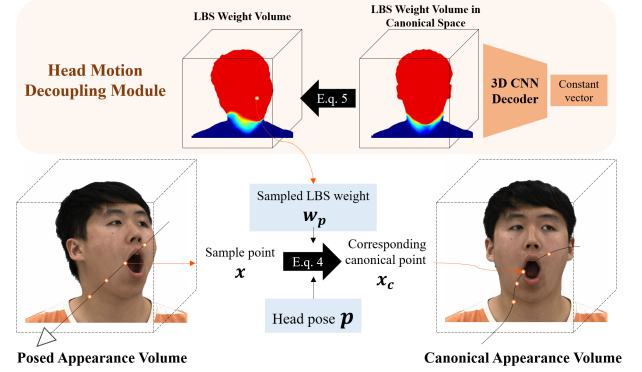 LBS Weight Volume
LBS Weight Volume in
Canonical Space
Head Motion
Decoupling Module
E.q. 5
3D CNN
Decoder
Constant
vector
Sampled LBS weight
w_p
Sample point
x
E.q. 4
Corresponding
canonical point
x_c
Head pose p
Posed Appearance Volume
Canonical Appearance Volume